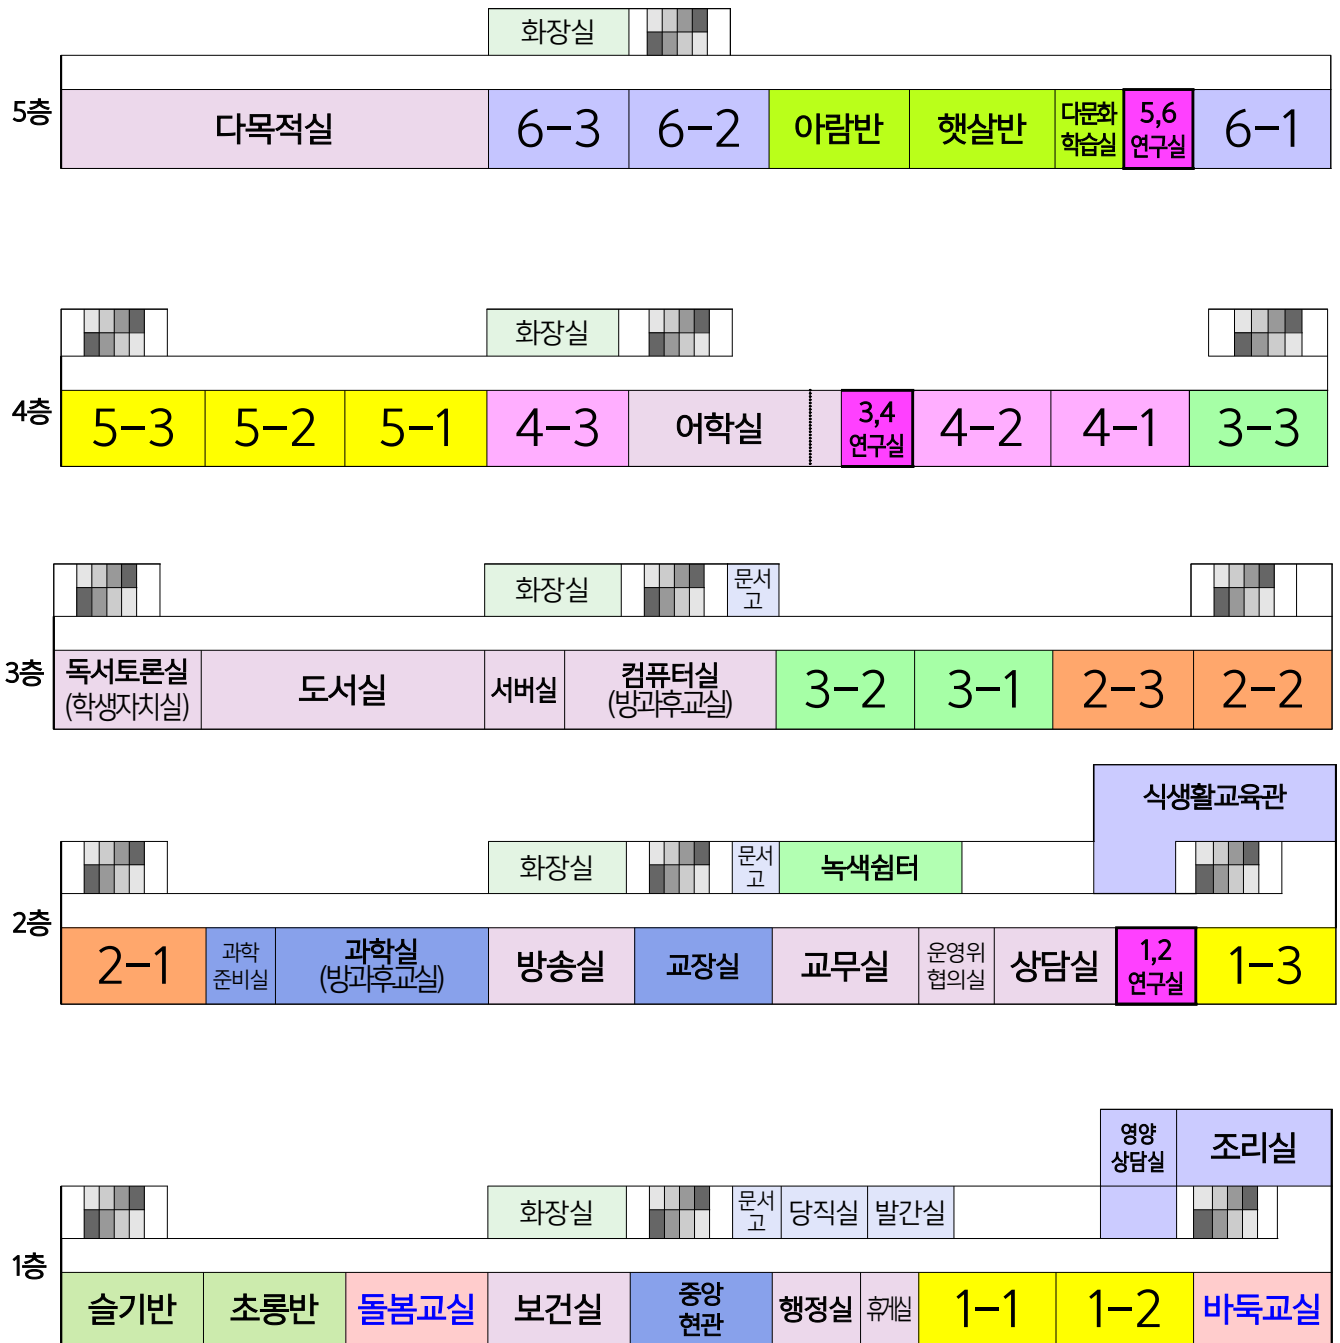 화장실
5층
다목적실
6-3
6-2
아람반
햇살반
다문화
학습실
5,6
연구실
6-1
화장실
4층
5-3
5-2
5-1
4-3
어학실
3,4
연구실
4-2
4-1
3-3
화장실
문서
고
3층
독서토론실
(학생자치실)
도서실
서버실
컴퓨터실
(방과후교실)
3-2
3-1
2-3
2-2
식생활교육관
화장실
문서
고
녹색쉼터
2층
2-1
과학
준비실
과학실
(방과후교실)
방송실
교장실
교무실
운영위
협의실
상담실
1,2
연구실
1-3
영양
상담실
조리실
화장실
문서
고
당직실
발간실
1층
슬기반
초롱반
돌봄교실
보건실
중앙
현관
행정실
휴게실
1-1
1-2
바둑교실